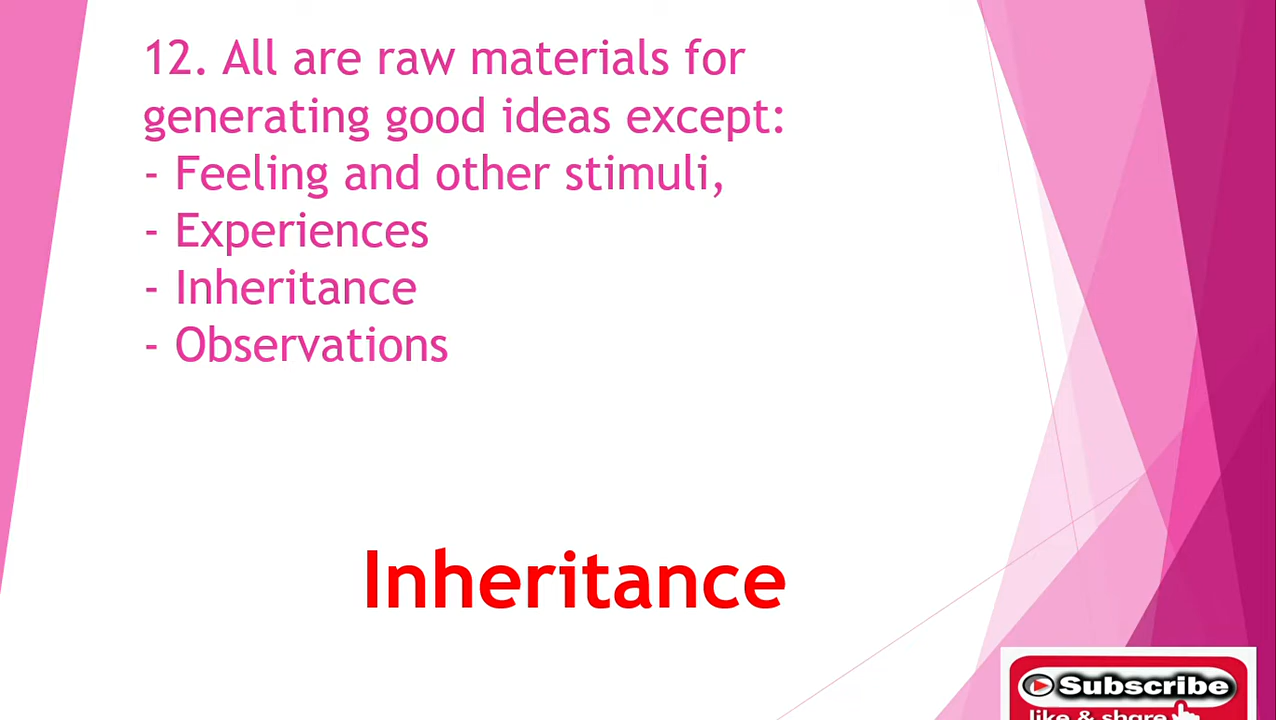 12. All are raw materials for
generating good ideas except:
- Feeling and other stimuli,
- Experiences
- Inheritance
- Observations
Inheritance
Subscribe
like & share